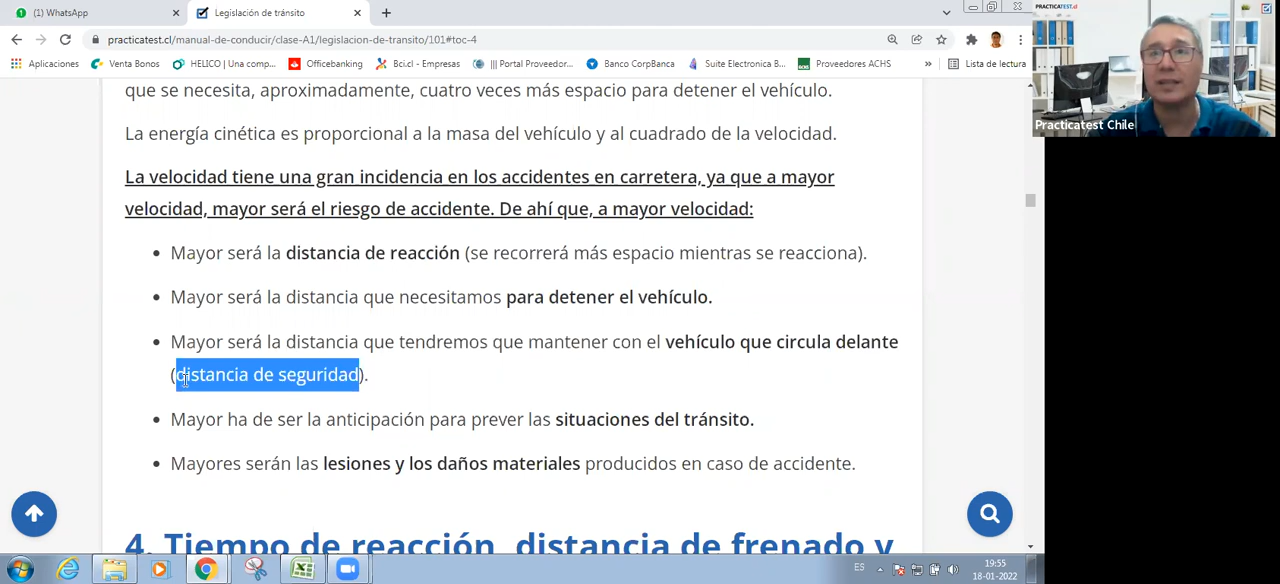 (1) WhatsApp
Legislación de tránsito
practicatest.cl/manual-de-conducir/clase-A1/legislacion-de-transito/101#toc-4
Aplicaciones
Venta Bonos
HELICO | Una comp...
Officebanking
Bci.cl - Empresas
||| Portal Proveedor...
Banco CorpBanca
Suite Electronica B...
Proveedores ACHS
»
Lista de lectura
PRACTICATEST.cl
Practicatest Chile
que se necesita, aproximadamente, cuatro veces más espacio para detener el vehículo.
La energía cinética es proporcional a la masa del vehículo y al cuadrado de la velocidad.
La velocidad tiene una gran incidencia en los accidentes en carretera, ya que a mayor
velocidad, mayor será el riesgo de accidente. De ahí que, a mayor velocidad:
• Mayor será la distancia de reacción (se recorrerá más espacio mientras se reacciona).
• Mayor será la distancia que necesitamos para detener el vehículo.
• Mayor será la distancia que tendremos que mantener con el vehículo que circula delante
(distancia de seguridad).
• Mayor ha de ser la anticipación para prever las situaciones del tránsito.
• Mayores serán las lesiones y los daños materiales producidos en caso de accidente.
4. Tiempo de reacción, distancia de frenado y
ES
19:55
18-01-2022